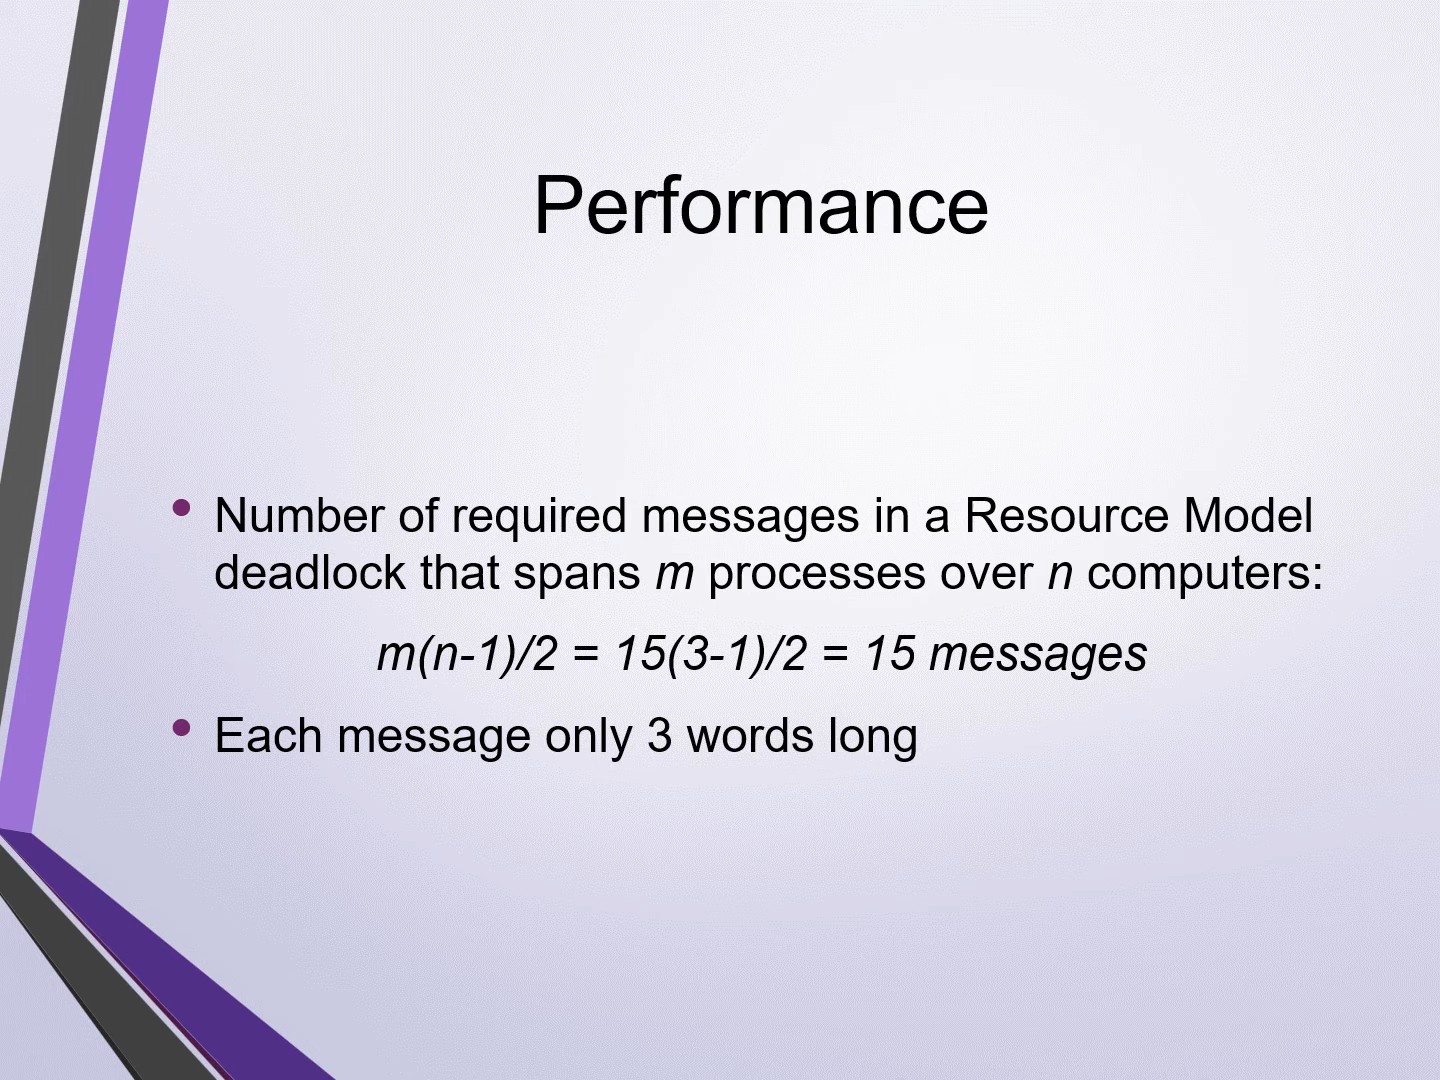 Performance
• Number of required messages in a Resource Model
deadlock that spans m processes over n computers:
m(n-1)/2 = 15(3-1)/2 = 15 messages
• Each message only 3 words long